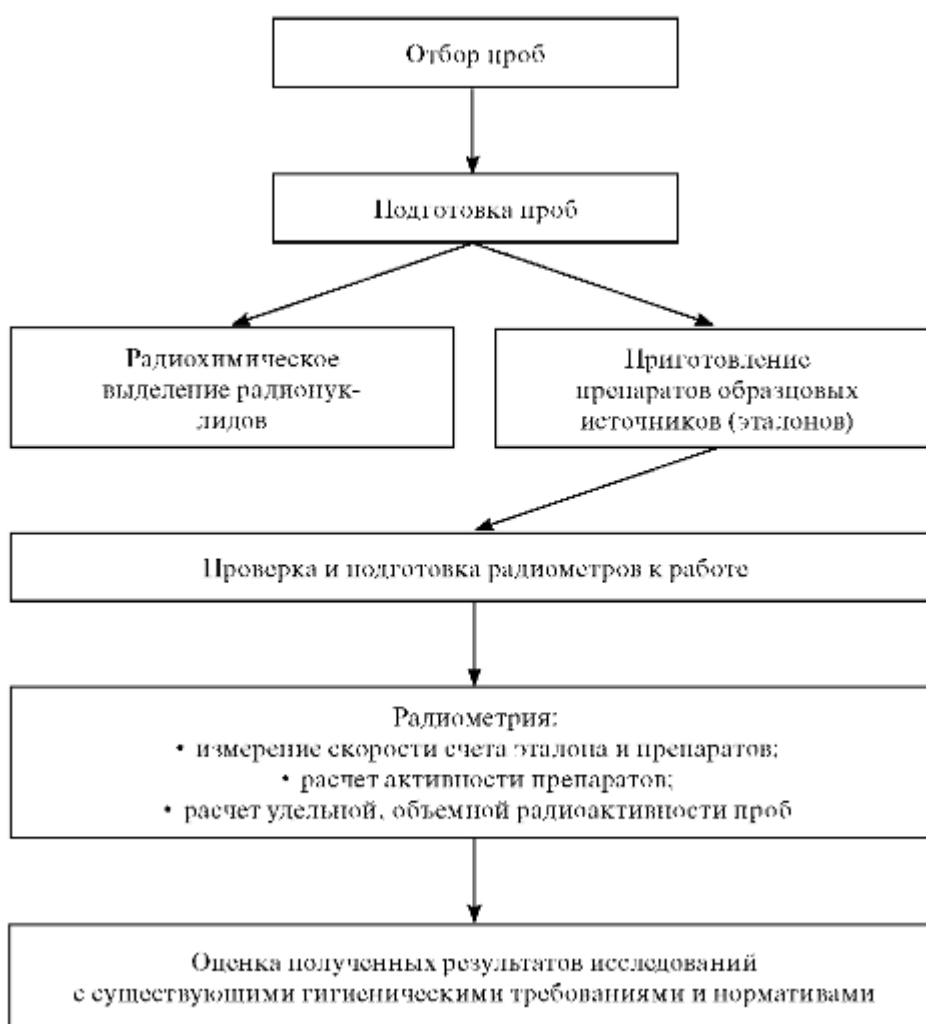 Отбор проб
Подготовка проб
Радиохимическое
выделение радионук-
лидов
Приготовление
препаратов образцовых
источников (эталонов)
Проверка и подготовка радиометров к работе
Радиометрия:
• измерение скорости счета эталона и препаратов;
• расчет активности препаратов;
• расчет удельной, объемной радиоактивности проб
Оценка полученных результатов исследований
с существующими гигиеническими требованиями и нормативами